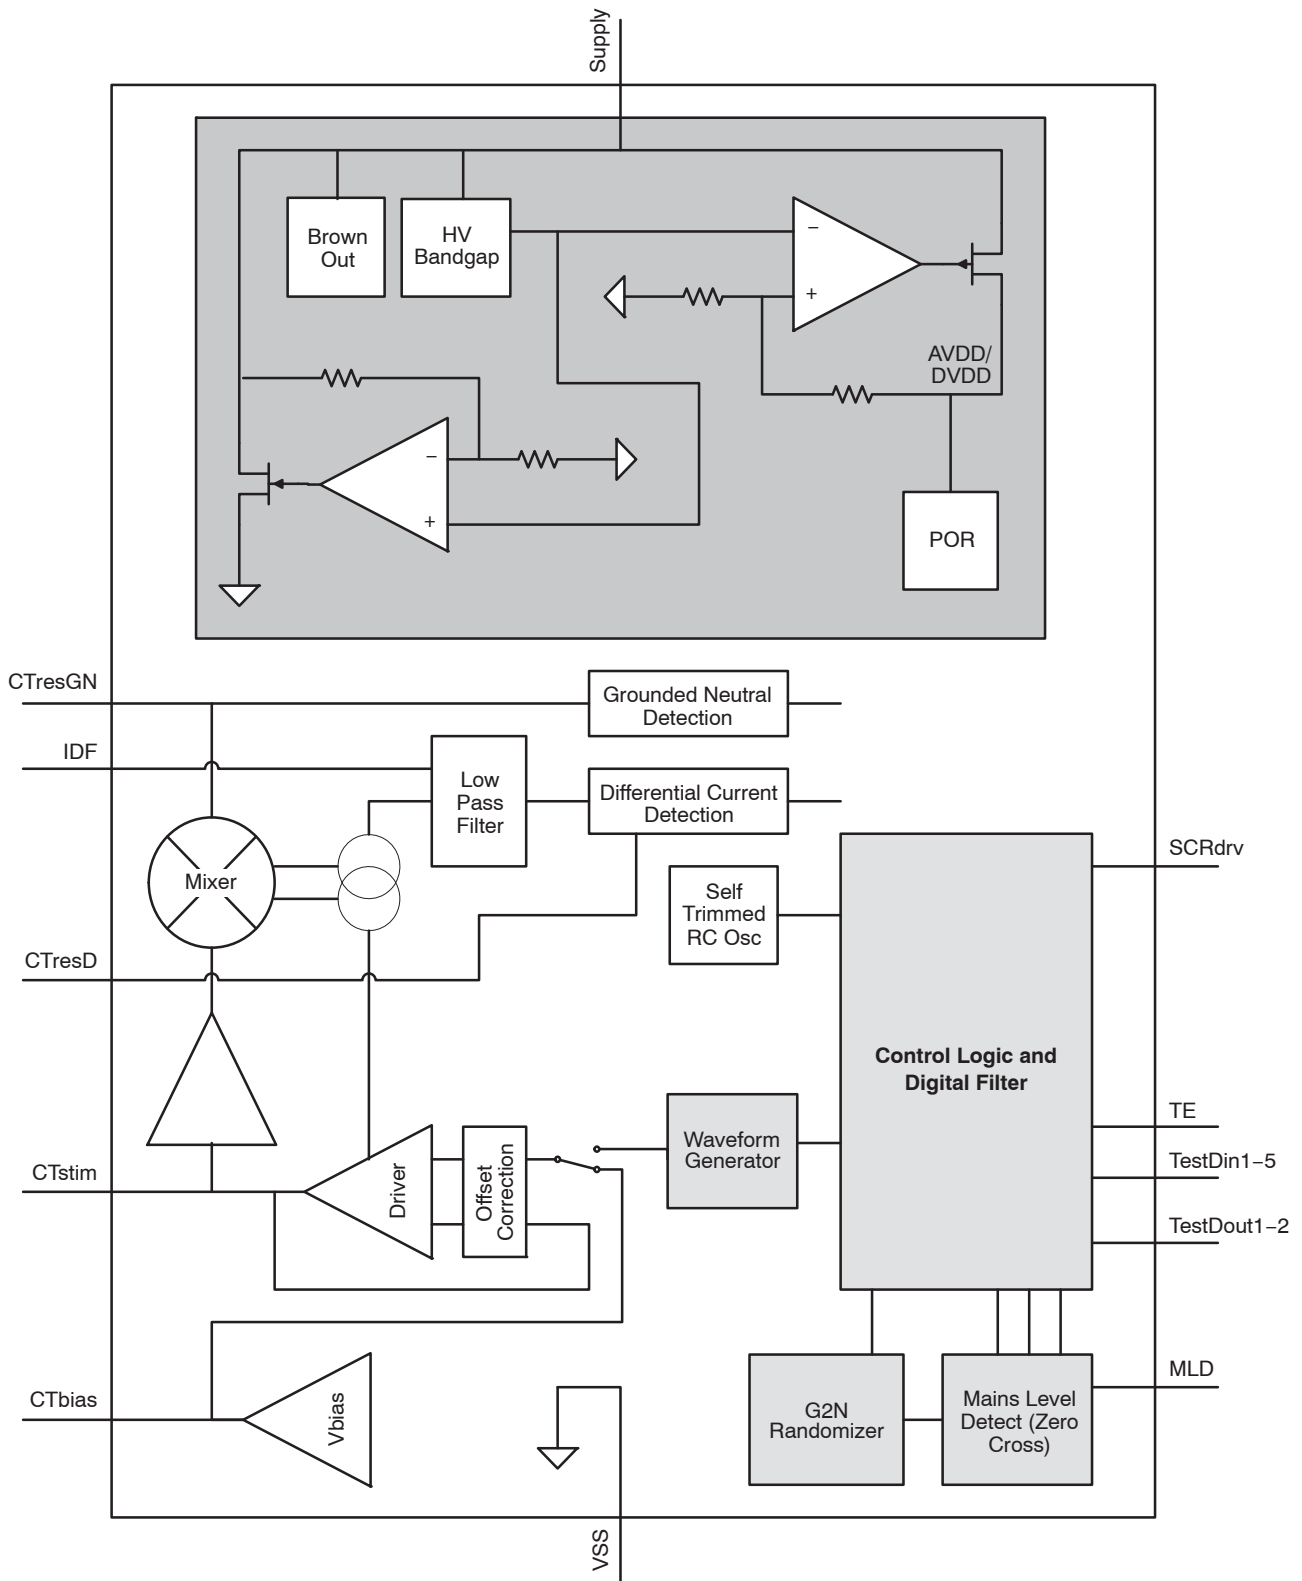 Supply
Brown
Out
HV
Bandgap
−
+
AVDD/
DVDD
−
+
POR
CTresGN
Grounded Neutral
Detection
IDF
Low
Pass
Filter
Differential Current
Detection
Mixer
Self
Trimmed
RC Osc
SCRdrv
CTresD
Control Logic and
Digital Filter
Waveform
Generator
TE
TestDin1−5
CTstim
Driver
Offset
Correction
TestDout1−2
CTbias
Vbias
G2N
Randomizer
Mains Level
Detect (Zero
Cross)
MLD
VSS